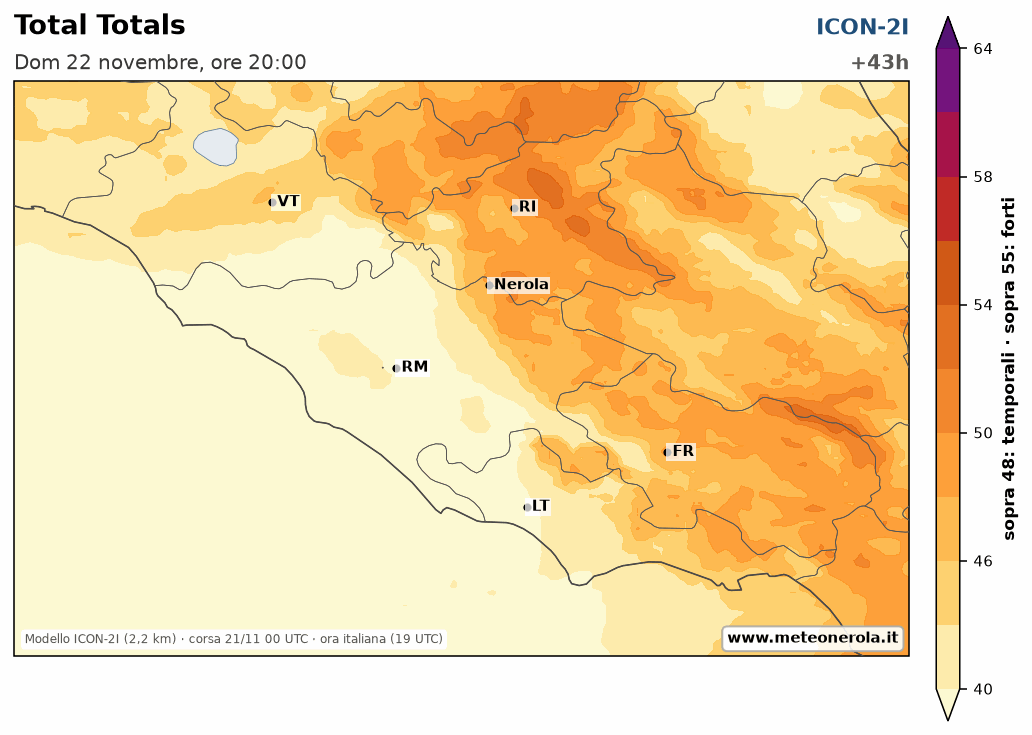 Total Totals
ICON-2I
Dom 22 novembre, ore 20:00
+43h
VT
RI
Nerola
RM
FR
LT
Modello ICON-2I (2,2 km) · corsa 21/11 00 UTC · ora italiana (19 UTC)
www.meteonerola.it
64
58
54
50
46
40
sopra 48: temporali · sopra 55: forti